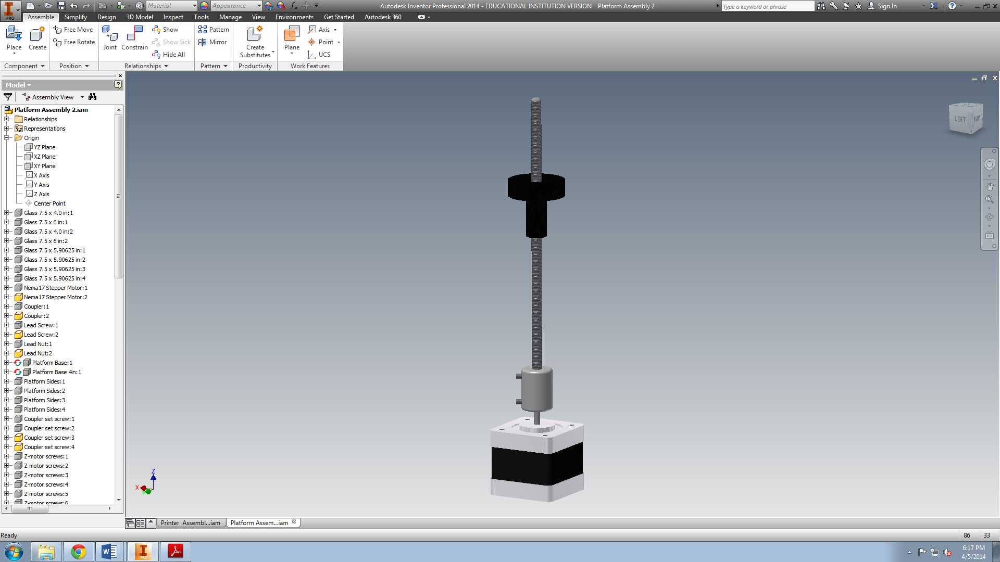 Material
Appearance
Autodesk Inventor Professional 2014 - EDUCATIONAL INSTITUTION VERSION Platform Assembly 2
Type a keyword or phrase
Sign In
PRO
Assemble Simplify Design 3D Model Inspect Tools Manage View Environments Get Started Autodesk 360
Place
Create
Free Move
Free Rotate
Joint
Constrain
Show
Show Sick
Hide All
Pattern
Mirror
Create
Substitutes
Plane
Axis
Point
UCS
Component
Position
Relationships
Pattern
Productivity
Work Features
Model
Assembly View
Platform Assembly 2.iam
Relationships
Representations
Origin
YZ Plane
XZ Plane
XY Plane
X Axis
Y Axis
Z Axis
Center Point
Glass 7.5 x 4.0 in:1
Glass 7.5 x 6 in:1
Glass 7.5 x 4.0 in:2
Glass 7.5 x 6 in:2
Glass 7.5 x 5.90625 in:1
Glass 7.5 x 5.90625 in:2
Glass 7.5 x 5.90625 in:3
Glass 7.5 x 5.90625 in:4
Nema17 Stepper Motor:1
Nema17 Stepper Motor:2
Coupler:1
Coupler:2
Lead Screw:1
Lead Screw:2
Lead Nut:1
Lead Nut:2
Platform Base:1
Platform Base 4in:1
Platform Sides:1
Platform Sides:2
Platform Sides:3
Platform Sides:4
Coupler set screw:1
Coupler set screw:2
Coupler set screw:3
Coupler set screw:4
Z-motor screws:1
Z-motor screws:2
Z-motor screws:3
Z-motor screws:4
Z-motor screws:5
Z-motor screws:6
LEFT FRONT
Z
X
Y
Printer Assembl...iam
Platform Assem...iam
Ready
86 33
PRO
6:17 PM
4/5/2014